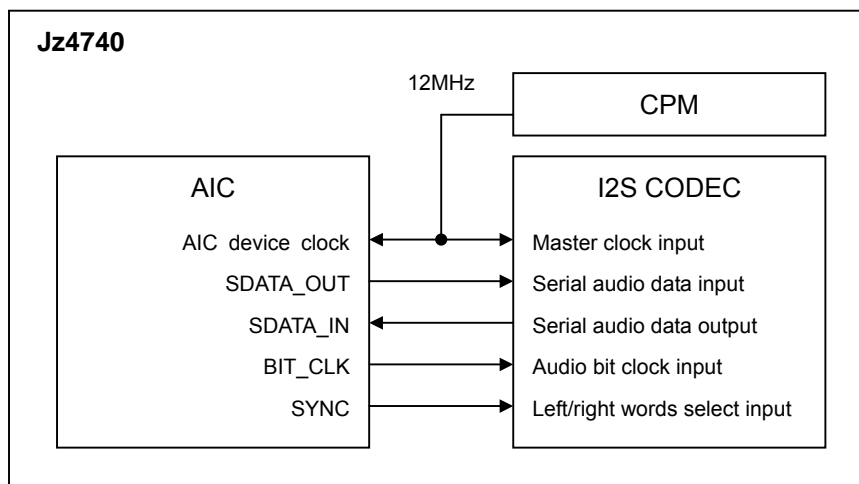 Jz4740
12MHz
CPM
AIC
I2S CODEC
AIC device clock
Master clock input
SDATA_OUT
Serial audio data input
SDATA_IN
Serial audio data output
BIT_CLK
Audio bit clock input
SYNC
Left/right words select input